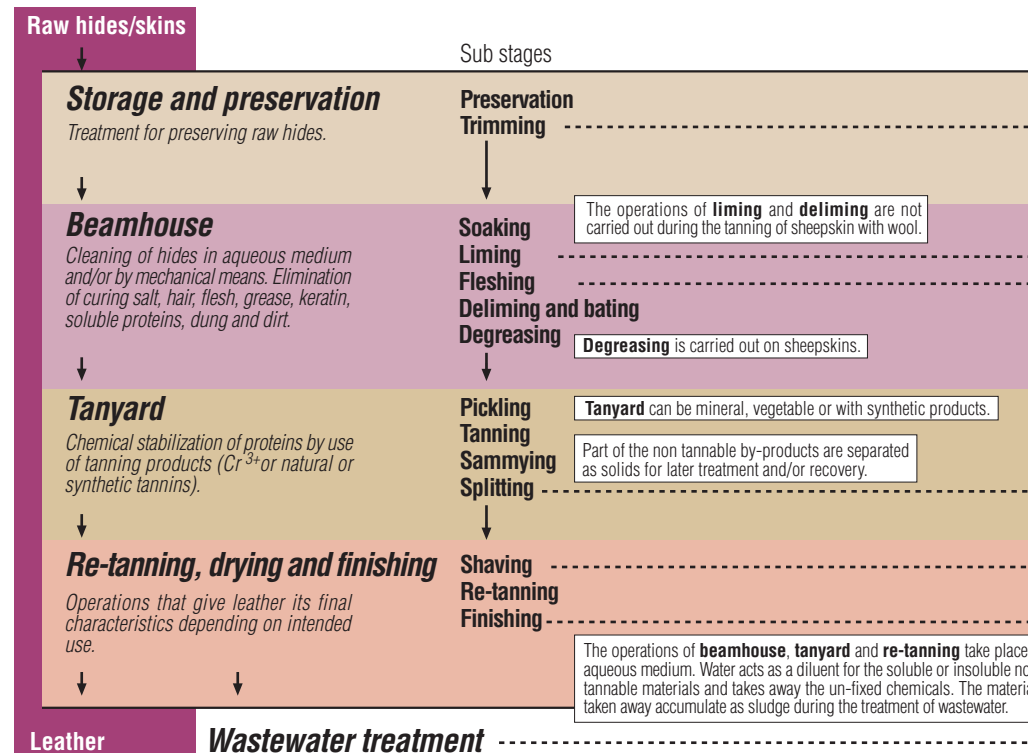 Raw hides/skins
Sub stages
Storage and preservation
Treatment for preserving raw hides.
Preservation
Trimming
Beamhouse
Cleaning of hides in aqueous medium
and/or by mechanical means. Elimination
of curing salt, hair, flesh, grease, keratin,
soluble proteins, dung and dirt.
Soaking
Liming
Fleshing
Deliming and bating
Degreasing
The operations of liming and deliming are not
carried out during the tanning of sheepskin with wool.
Degreasing is carried out on sheepskins.
Tanyard
Chemical stabilization of proteins by use
of tanning products (Cr 3+or natural or
synthetic tannins).
Pickling
Tanning
Sammying
Splitting
Tanyard can be mineral, vegetable or with synthetic products.
Part of the non tannable by-products are separated
as solids for later treatment and/or recovery.
Re-tanning, drying and finishing
Operations that give leather its final
characteristics depending on intended
use.
Shaving
Re-tanning
Finishing
The operations of beamhouse, tanyard and re-tanning take place
aqueous medium. Water acts as a diluent for the soluble or insoluble
tannable materials and takes away the un-fixed chemicals. The
taken away accumulate as sludge during the treatment of wastewater.
Leather
Wastewater treatment